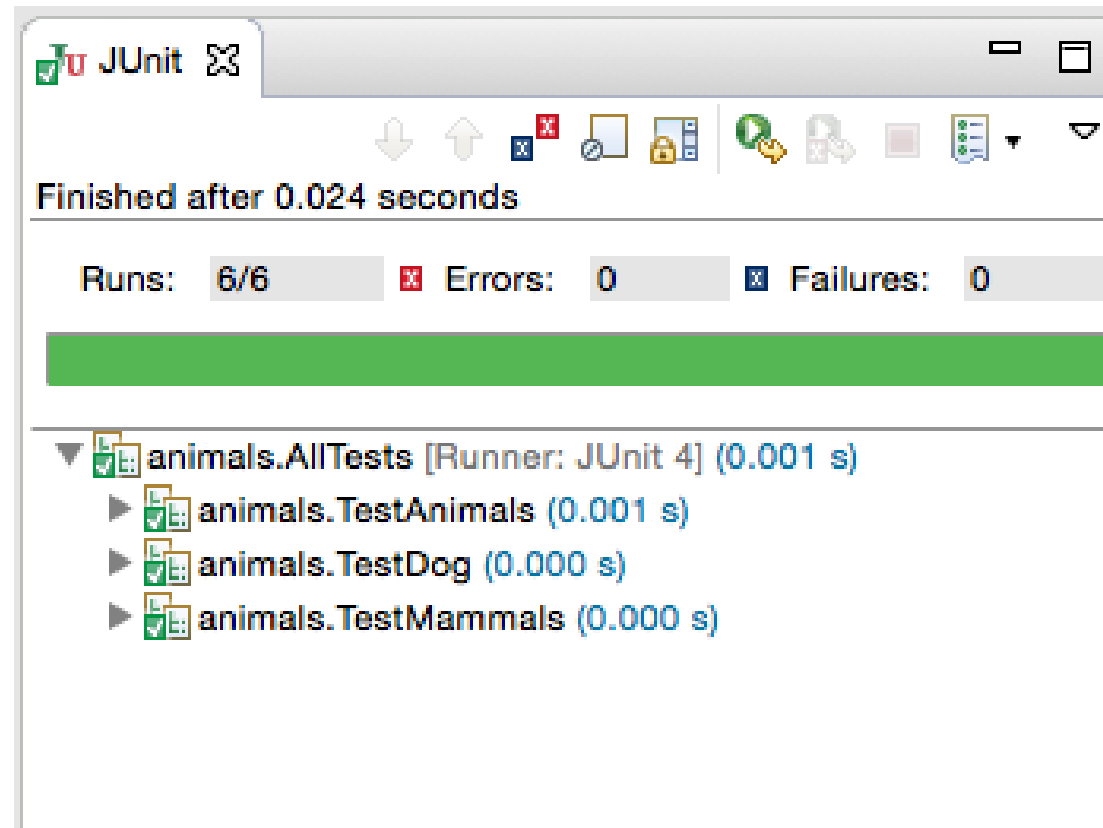 JUnit
Finished after 0.024 seconds
Runs: 6/6 Errors: 0 Failures: 0
animals.AllTests [Runner: JUnit 4] (0.001 s)
animals.TestAnimals (0.001 s)
animals.TestDog (0.000 s)
animals.TestMammals (0.000 s)